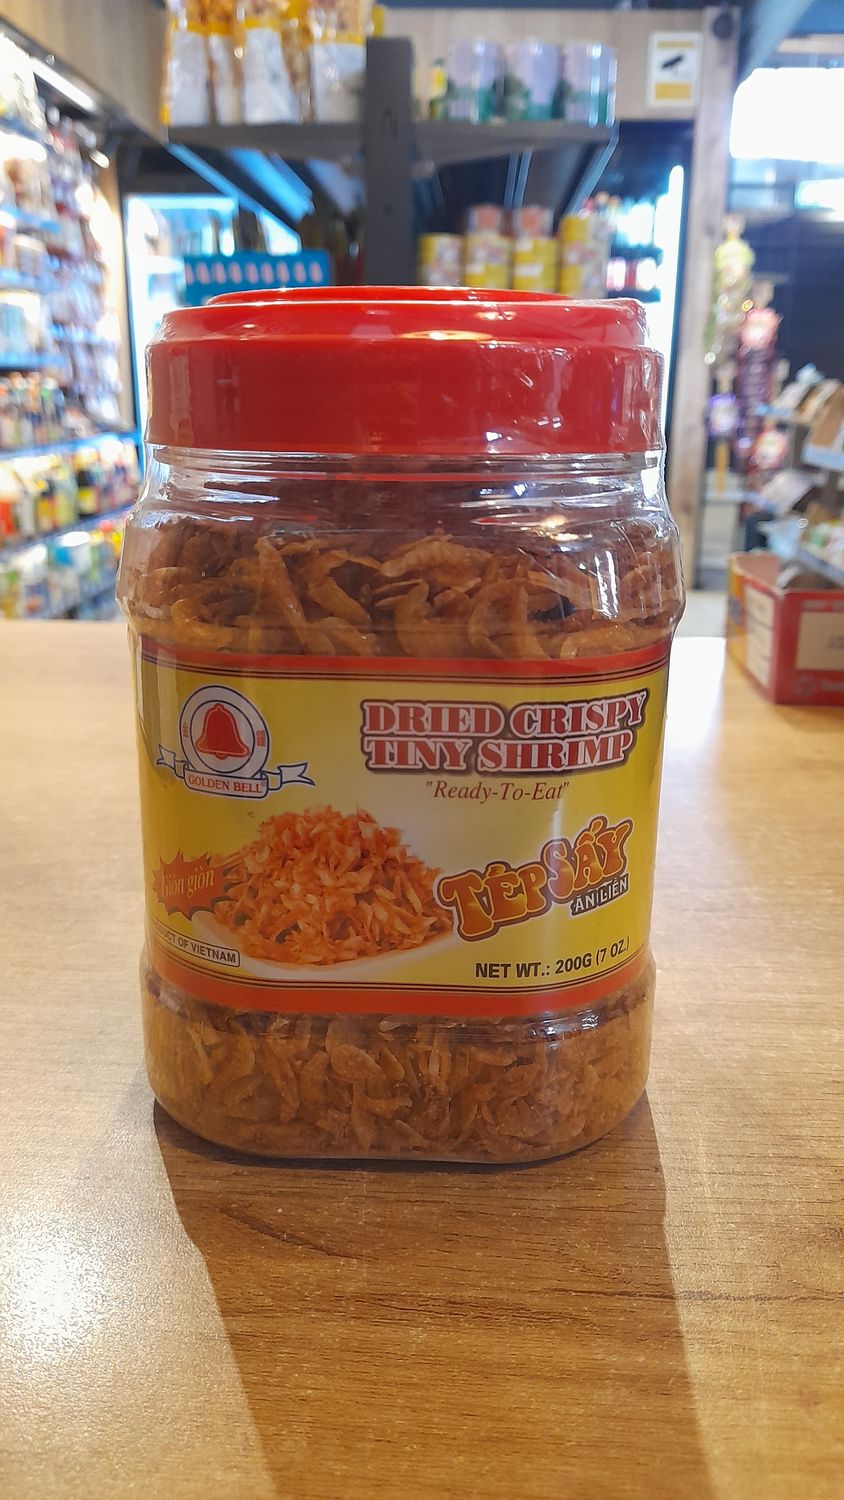 DRIED CRISPY
TINY SHRIMP
"Ready-To-Eat"
GOLDEN BELL
TÉP SẤY
ĂN LIỀN
Giòn giòn
PRODUCT OF VIETNAM
NET WT.: 200G (7 OZ.)